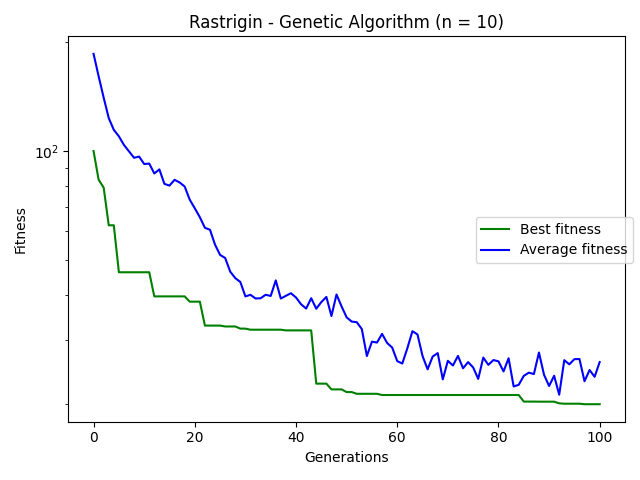 Rastrigin - Genetic Algorithm (n = 10)
Fitness
10²
Best fitness
Average fitness
0 20 40 60 80 100
Generations